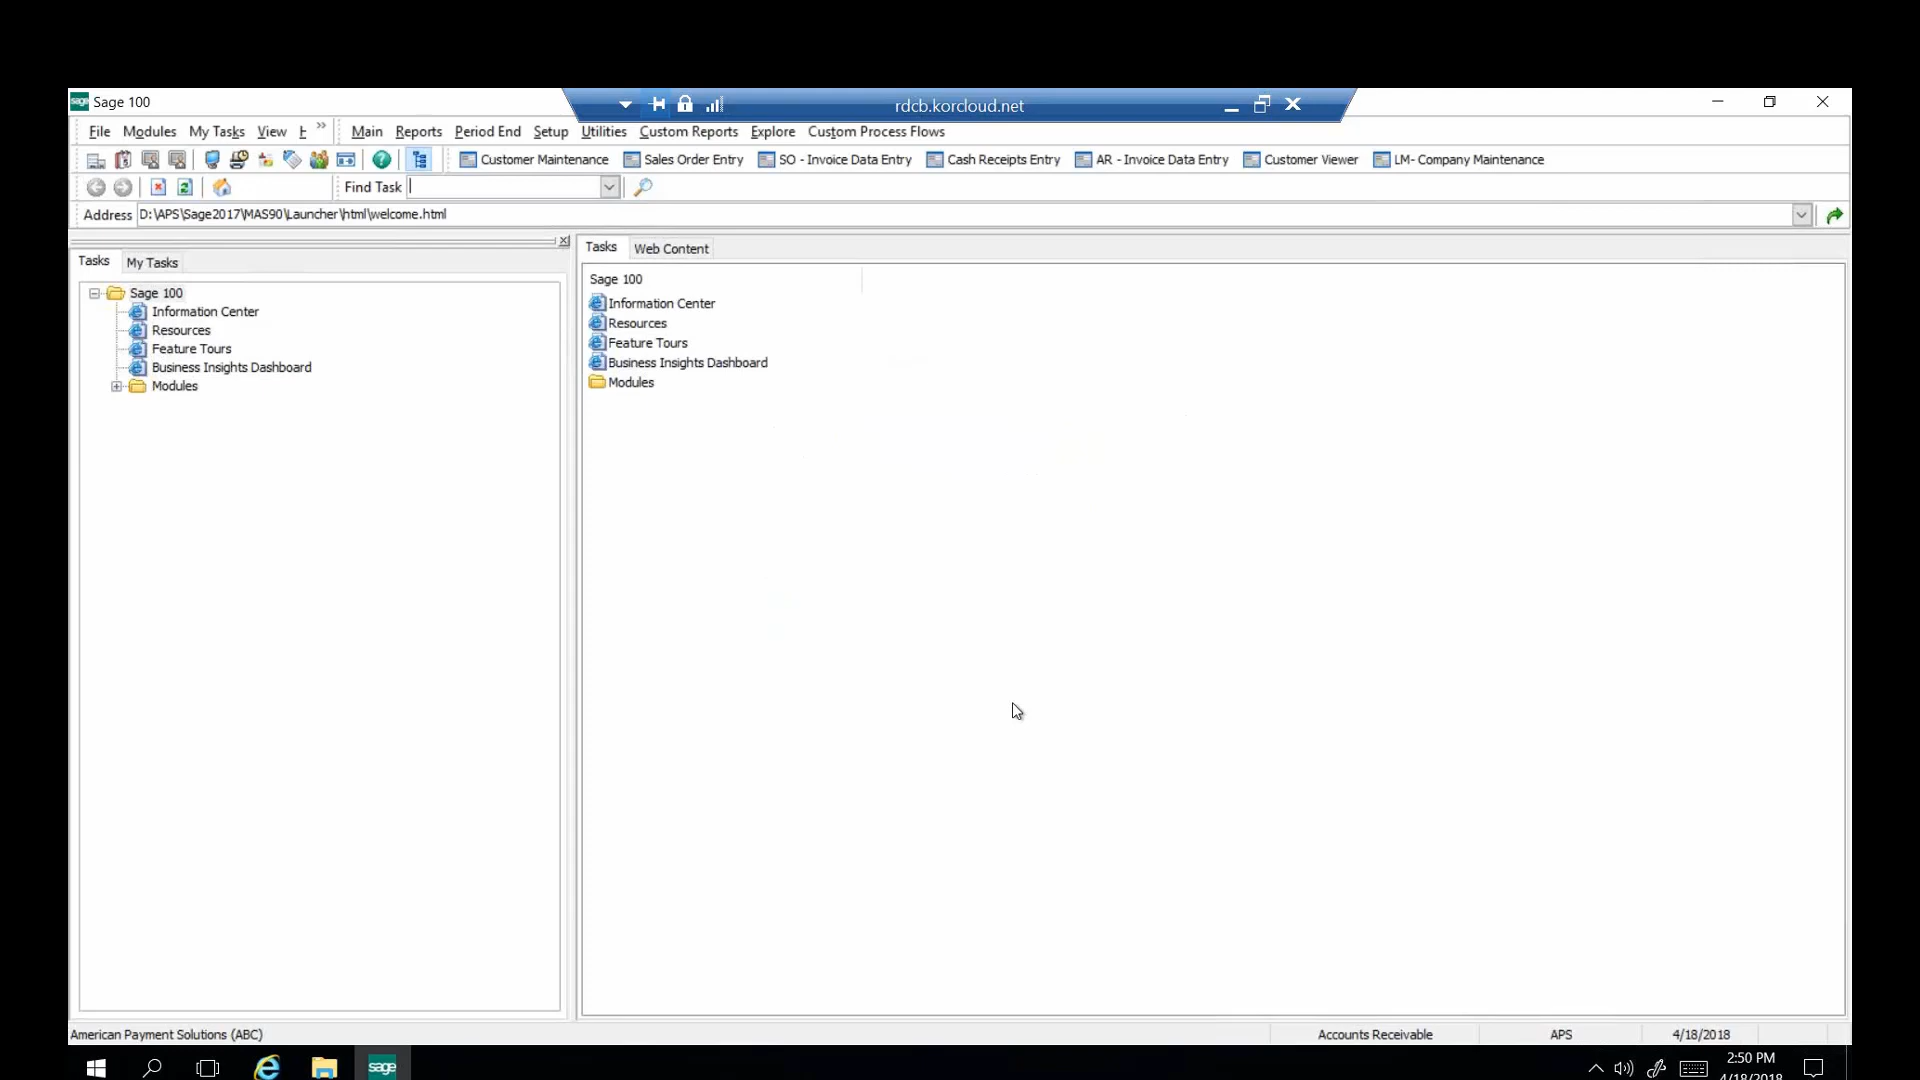 sage Sage 100
rdcb.korcloud.net
File Modules My Tasks View » Main Reports Period End Setup Utilities Custom Reports Explore Custom Process Flows
Customer Maintenance Sales Order Entry SO - Invoice Data Entry Cash Receipts Entry AR - Invoice Data Entry Customer Viewer LM- Company Maintenance
Find Task
Address D:\APS\Sage2017\MAS90\Launcher\html\welcome.html
Tasks My Tasks
Sage 100
Information Center
Resources
Feature Tours
Business Insights Dashboard
Modules
Tasks Web Content
Sage 100
Information Center
Resources
Feature Tours
Business Insights Dashboard
Modules
American Payment Solutions (ABC) Accounts Receivable APS 4/18/2018
sage
2:50 PM
4/18/2018